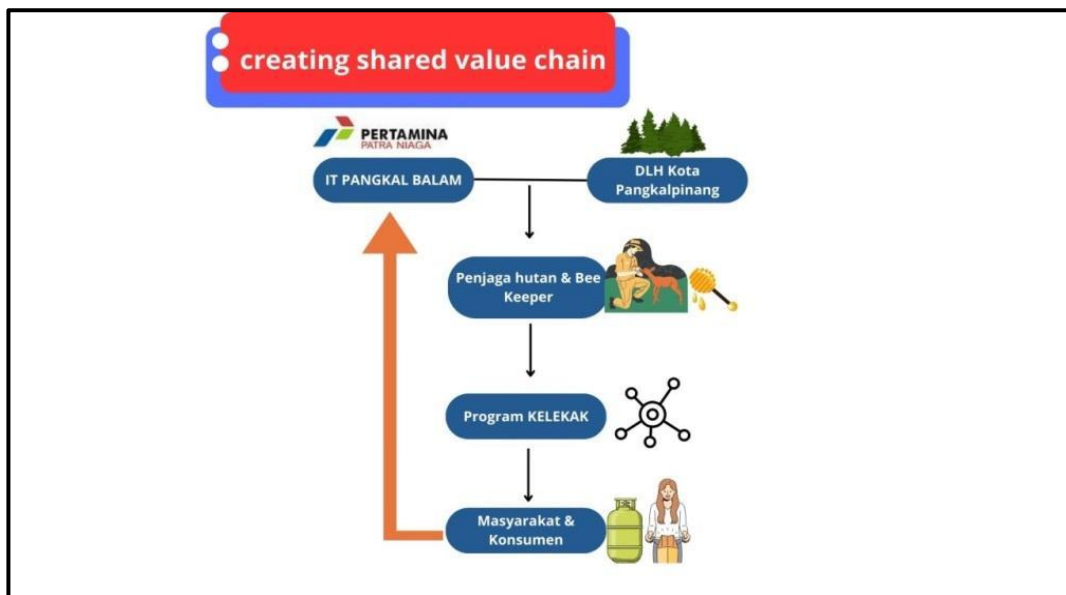 creating shared value chain
PERTAMINA
PATRA NIAGA
IT PANGKAL BALAM
DLH Kota
Pangkalpinang
Penjaga hutan & Bee
Keeper
Program KELEKAK
Masyarakat &
Konsumen